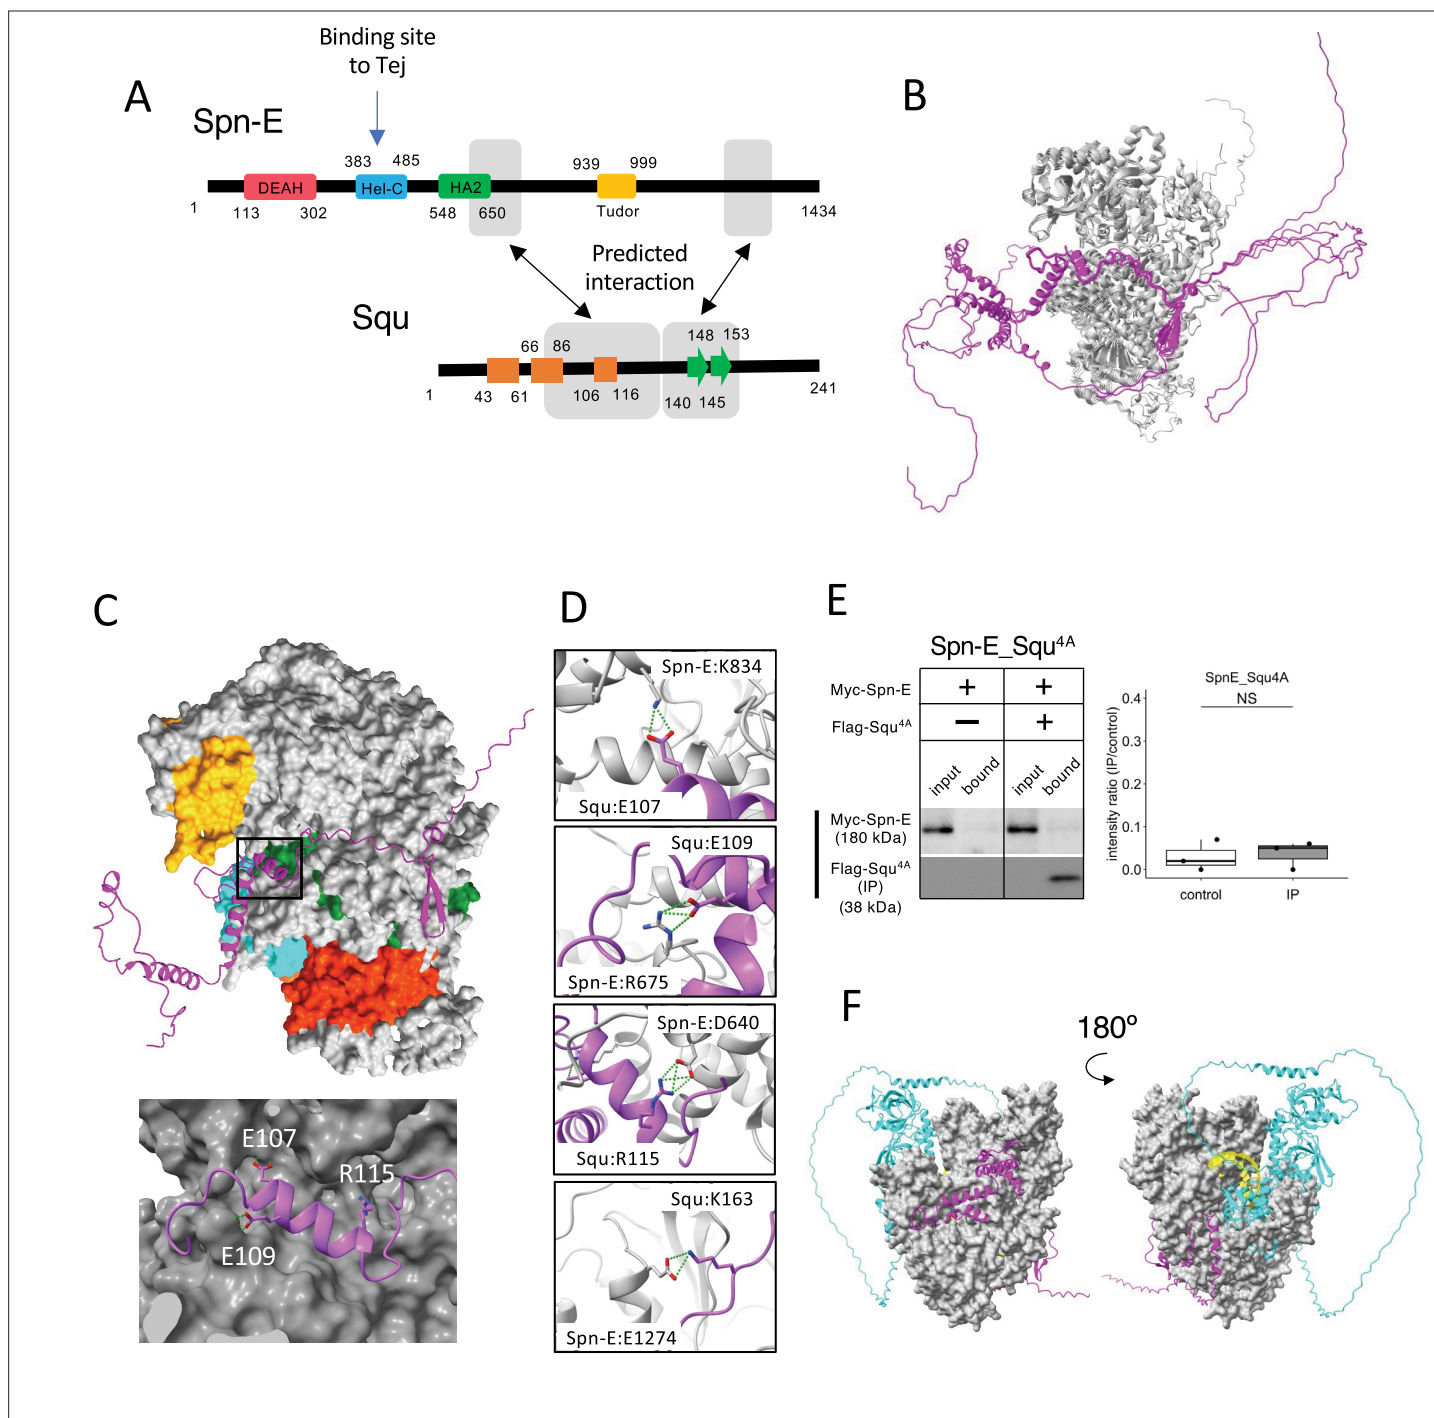 A
Binding site
to Tej
Spn-E
383 485
939 999
DEAH
Hel-C
HA2
1
113 302
548 650
Tudor
1434
Predicted
interaction
Squ
66 86
148 153
1
43 61
106 116
140 145
241
B
C
E107
R115
E109
D
Spn-E:K834
Squ:E107
Squ:E109
Spn-E:R675
Spn-E:D640
Squ:R115
Squ:K163
Spn-E:E1274
E
Spn-E_Squ4A
Myc-Spn-E + +
Flag-Squ4A − +
input bound input bound
Myc-Spn-E
(180 kDa)
Flag-Squ4A
(IP)
(38 kDa)
SpnE_Squ4A
NS
intensity ratio (IP/control)
0.4
0.3
0.2
0.1
0.0
control IP
F
180º